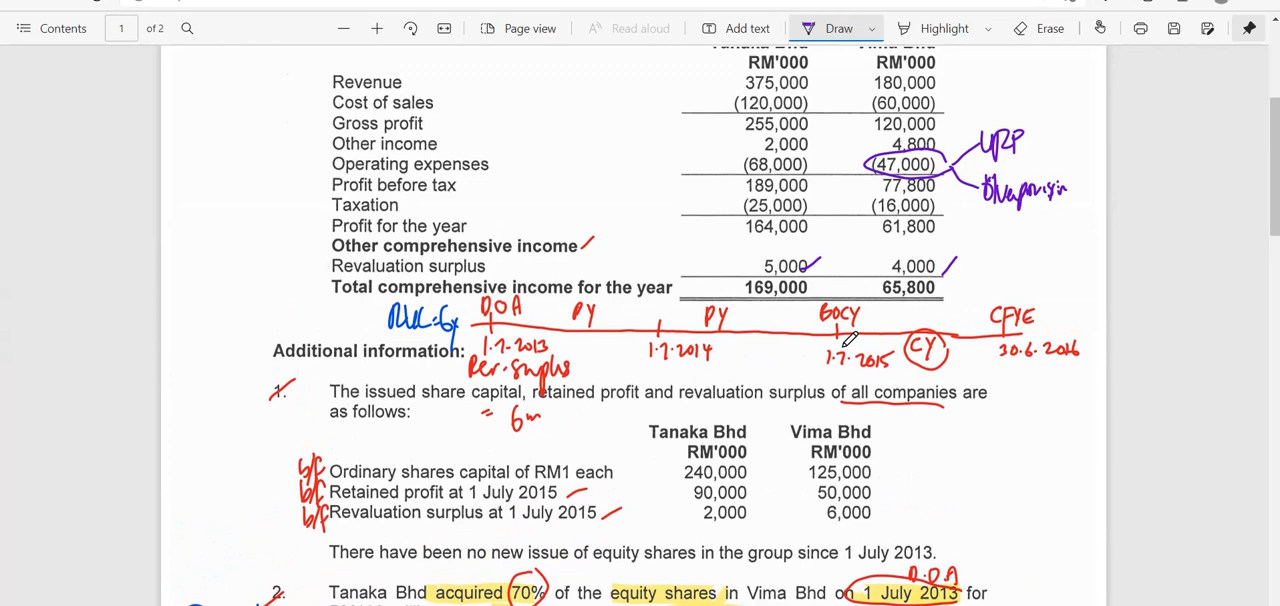 Contents 1 of 2 Page view Read aloud Add text Draw Highlight Erase
Tanaka Bhd Vima Bhd
RM'000 RM'000
Revenue 375,000 180,000
Cost of sales (120,000) (60,000)
Gross profit 255,000 120,000
Other income 2,000 4,800
URP
Operating expenses (68,000) (47,000)
Profit before tax 189,000 77,800
Taxation (25,000) (16,000)
Profit for the year 164,000 61,800
Other comprehensive income
Revaluation surplus 5,000 4,000
Total comprehensive income for the year 169,000 65,800
DOA PY PY BOCY CFYE
Additional information: 1.7.2013 1.7.2014 1.7.2015 CY 30.6.2016
Rev. Surplus
1. The issued share capital, retained profit and revaluation surplus of all companies are
as follows:
= 6m
Tanaka Bhd Vima Bhd
RM'000 RM'000
b/f Ordinary shares capital of RM1 each 240,000 125,000
b/f Retained profit at 1 July 2015 90,000 50,000
b/f Revaluation surplus at 1 July 2015 2,000 6,000
There have been no new issue of equity shares in the group since 1 July 2013.
D.O.A
2. Tanaka Bhd acquired 70% of the equity shares in Vima Bhd on 1 July 2013 for